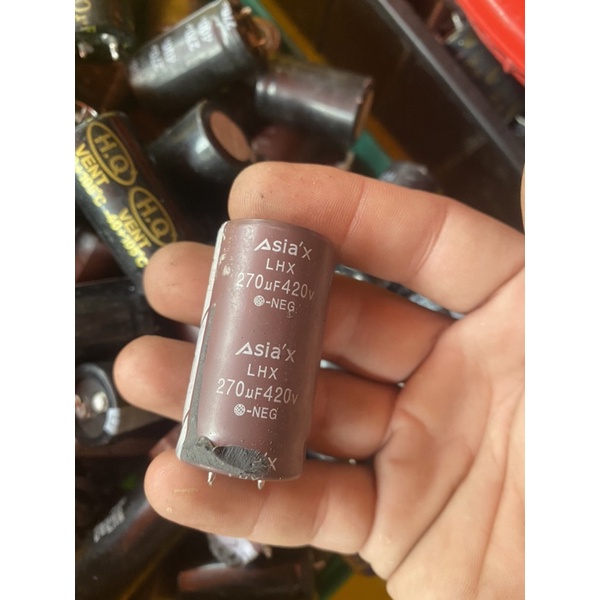 Asia'x
LHX
270µF420v
-NEG
Asia'x
LHX
270µF420v
-NEG
'x
H.Q
VENT
H.Q
VENT